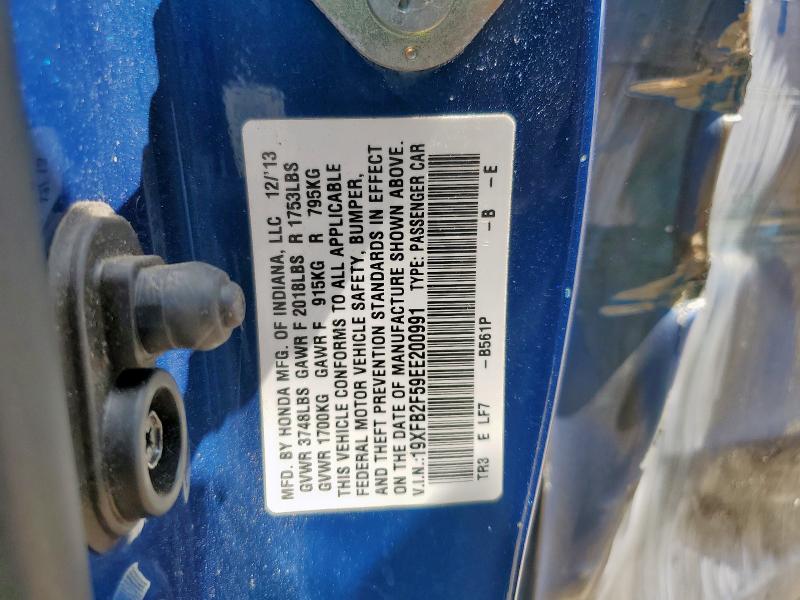 MFD. BY HONDA MFG. OF INDIANA, LLC 12/'13
GVWR 3748LBS GAWR F 2018LBS R 1753LBS
GVWR 1700KG GAWR F 915KG R 795KG
THIS VEHICLE CONFORMS TO ALL APPLICABLE
FEDERAL MOTOR VEHICLE SAFETY, BUMPER,
AND THEFT PREVENTION STANDARDS IN EFFECT
ON THE DATE OF MANUFACTURE SHOWN ABOVE.
V.I.N.:19XFB2F59EE200991 TYPE: PASSENGER CAR
TR3 E LF7 -B561P -B -E